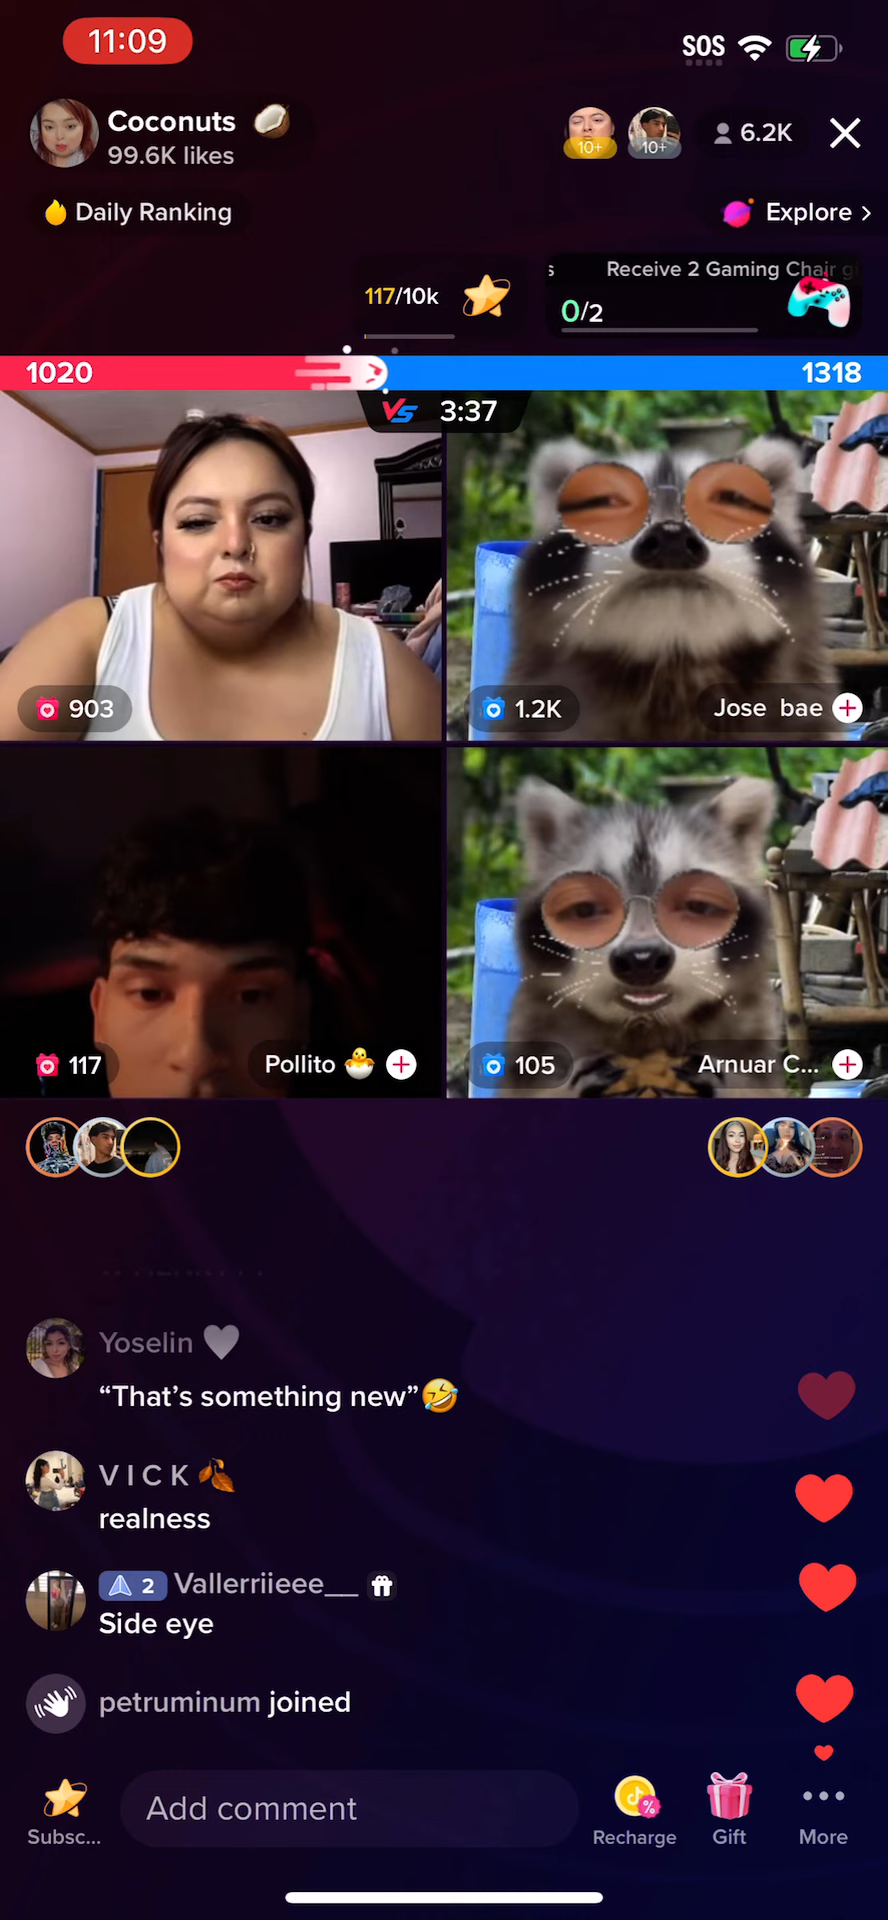 11:09
SOS
Coconuts 🥥
99.6K likes
10+
10+
6.2K
Daily Ranking
Explore >
117/10k
s Receive 2 Gaming Chair gi
0/2
1020
1318
VS 3:37
903
1.2K
Jose bae
117
Pollito 🐣
105
Arnuar C...
Yoselin 🤍
“That’s something new”🤣
V I C K 🍂
realness
2 Vallerriieee__
Side eye
petruminum joined
Subsc...
Add comment
Recharge
Gift
More